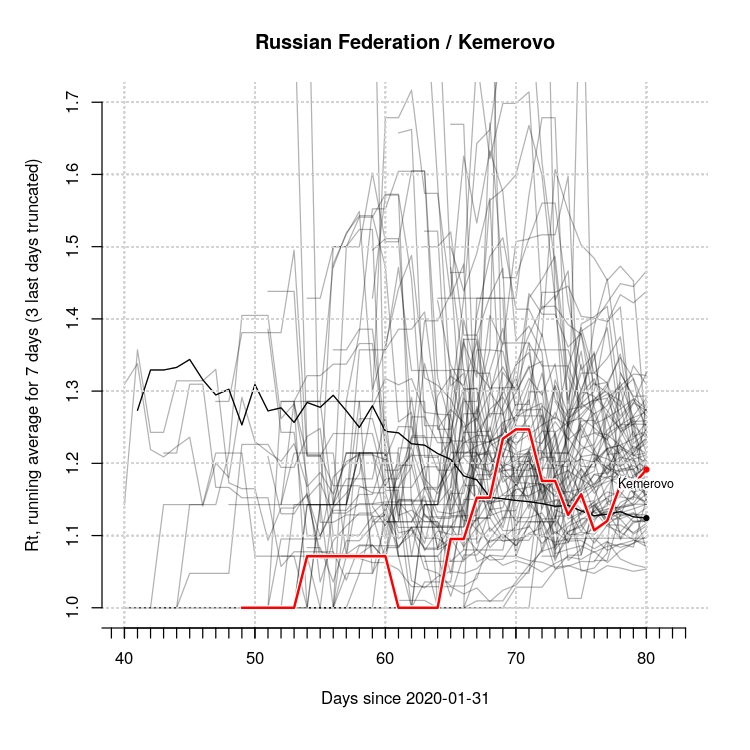 Russian Federation / Kemerovo
Rt, running average for 7 days (3 last days truncated)
1.7
1.6
1.5
1.4
1.3
1.2
1.1
1.0
Kemerovo
40 50 60 70 80
Days since 2020-01-31